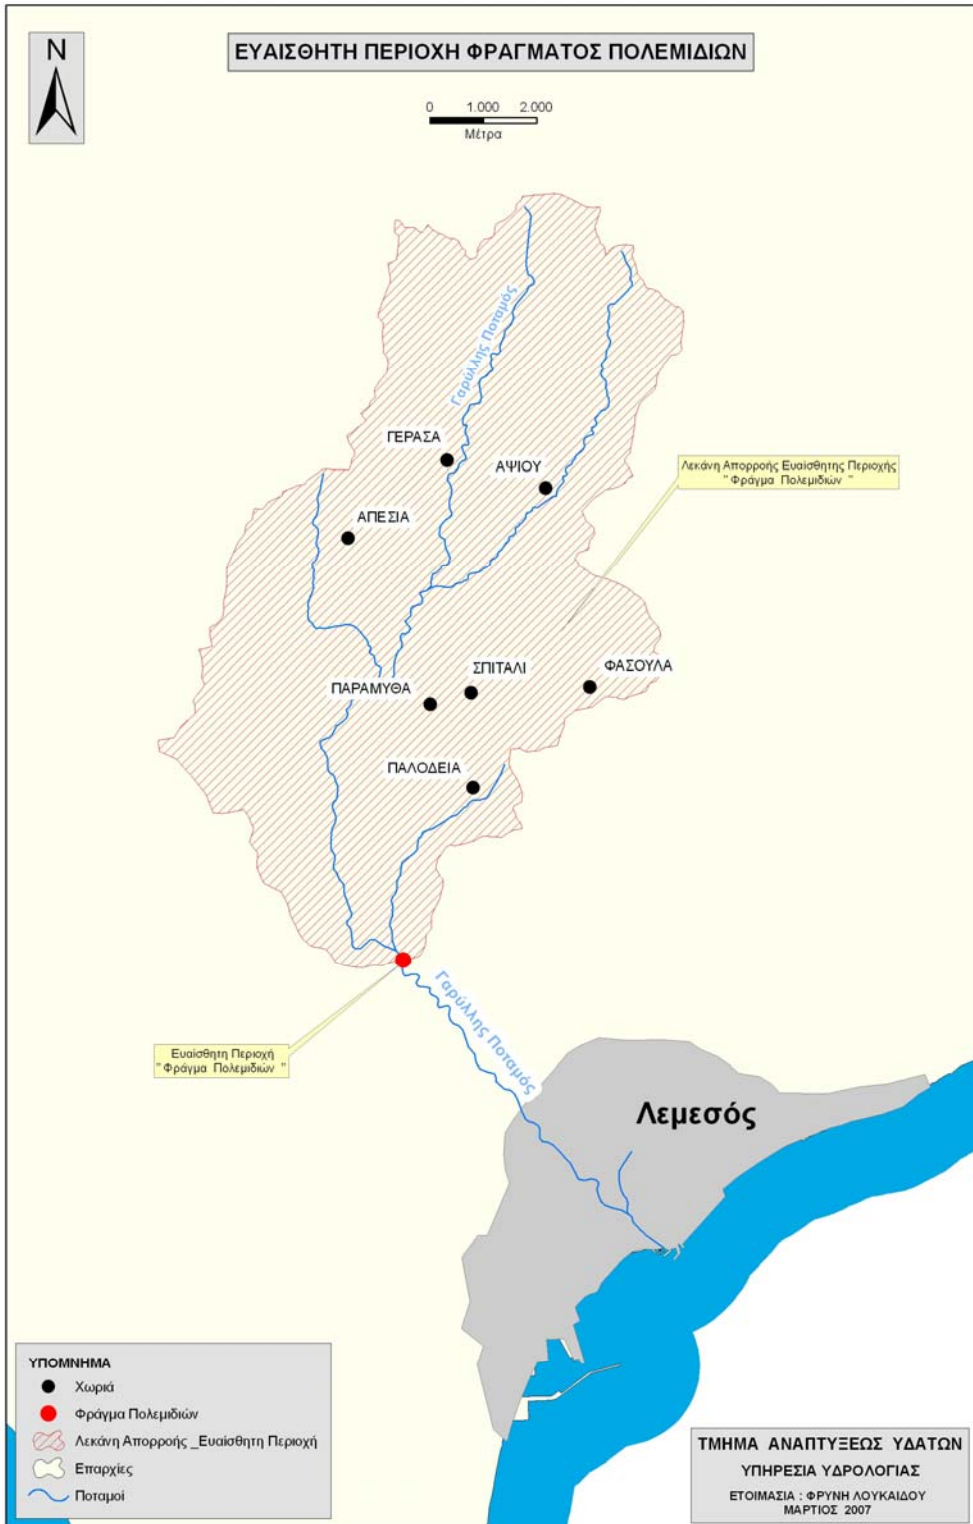 N
ΕΥΑΙΣΘΗΤΗ ΠΕΡΙΟΧΗ ΦΡΑΓΜΑΤΟΣ ΠΟΛΕΜΙΔΙΩΝ
0 1.000 2.000
Μέτρα
Γαρύλλης Ποταμός
ΓΕΡΑΣΑ
ΑΨΙΟΥ
Λεκάνη Απορροής Ευαίσθητης Περιοχής
" Φράγμα Πολεμιδιών "
ΑΠΕΣΙΑ
ΣΠΙΤΑΛΙ
ΦΑΣΟΥΛΑ
ΠΑΡΑΜΥΘΑ
ΠΑΛΟΔΕΙΑ
Γαρύλλης Ποταμός
Ευαίσθητη Περιοχή
" Φράγμα Πολεμιδιών "
Λεμεσός
ΥΠΟΜΝΗΜΑ
Χωριά
Φράγμα Πολεμιδιών
Λεκάνη Απορροής _Ευαίσθητη Περιοχή
Επαρχίες
Ποταμοί
ΤΜΗΜΑ ΑΝΑΠΤΥΞΕΩΣ ΥΔΑΤΩΝ
ΥΠΗΡΕΣΙΑ ΥΔΡΟΛΟΓΙΑΣ
ΕΤΟΙΜΑΣΙΑ : ΦΡΥΝΗ ΛΟΥΚΑΙΔΟΥ
ΜΑΡΤΙΟΣ 2007